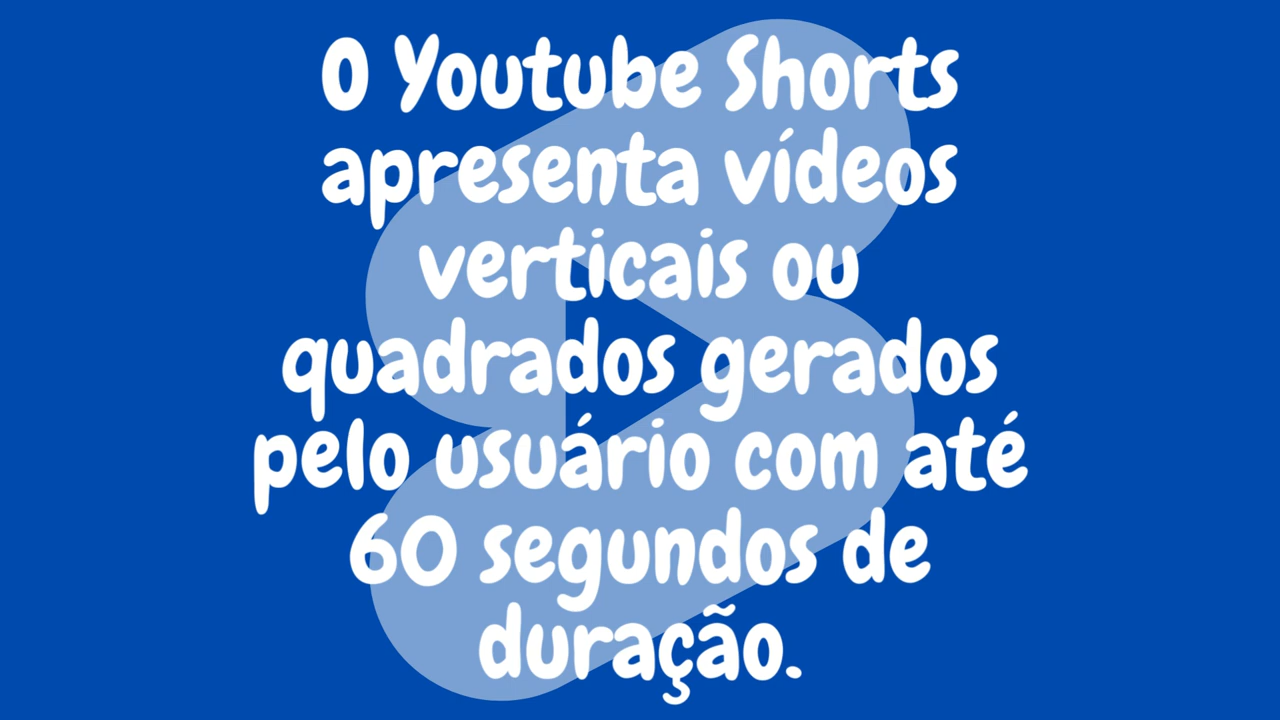 O Youtube Shorts
apresenta vídeos
verticais ou
quadrados gerados
pelo usuário com até
60 segundos de
duração.